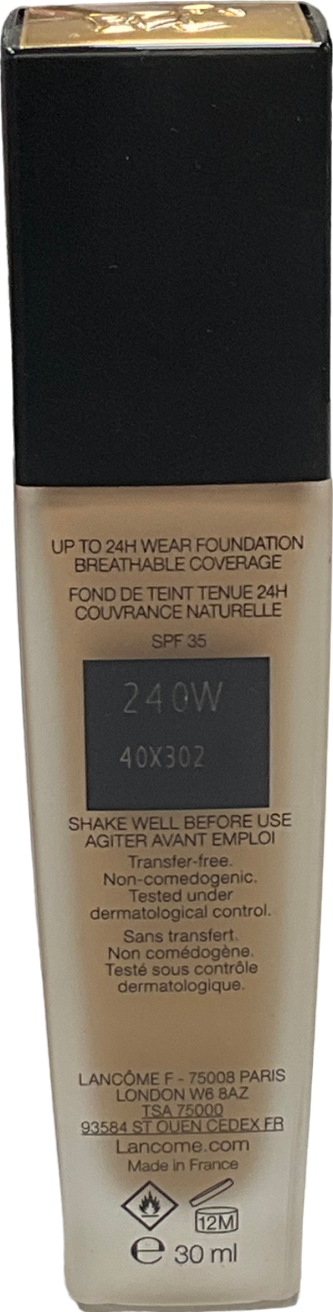 UP TO 24H WEAR FOUNDATION
BREATHABLE COVERAGE
FOND DE TEINT TENUE 24H
COUVRANCE NATURELLE
SPF 35
240W
40X302
SHAKE WELL BEFORE USE
AGITER AVANT EMPLOI
Transfer-free.
Non-comedogenic.
Tested under
dermatological control.
Sans transfert.
Non comédogène.
Testé sous contrôle
dermatologique.
LANCÔME F - 75008 PARIS
LONDON W6 8AZ
TSA 75000
93584 ST OUEN CEDEX FR
Lancome.com
Made in France
12M
e 30 ml